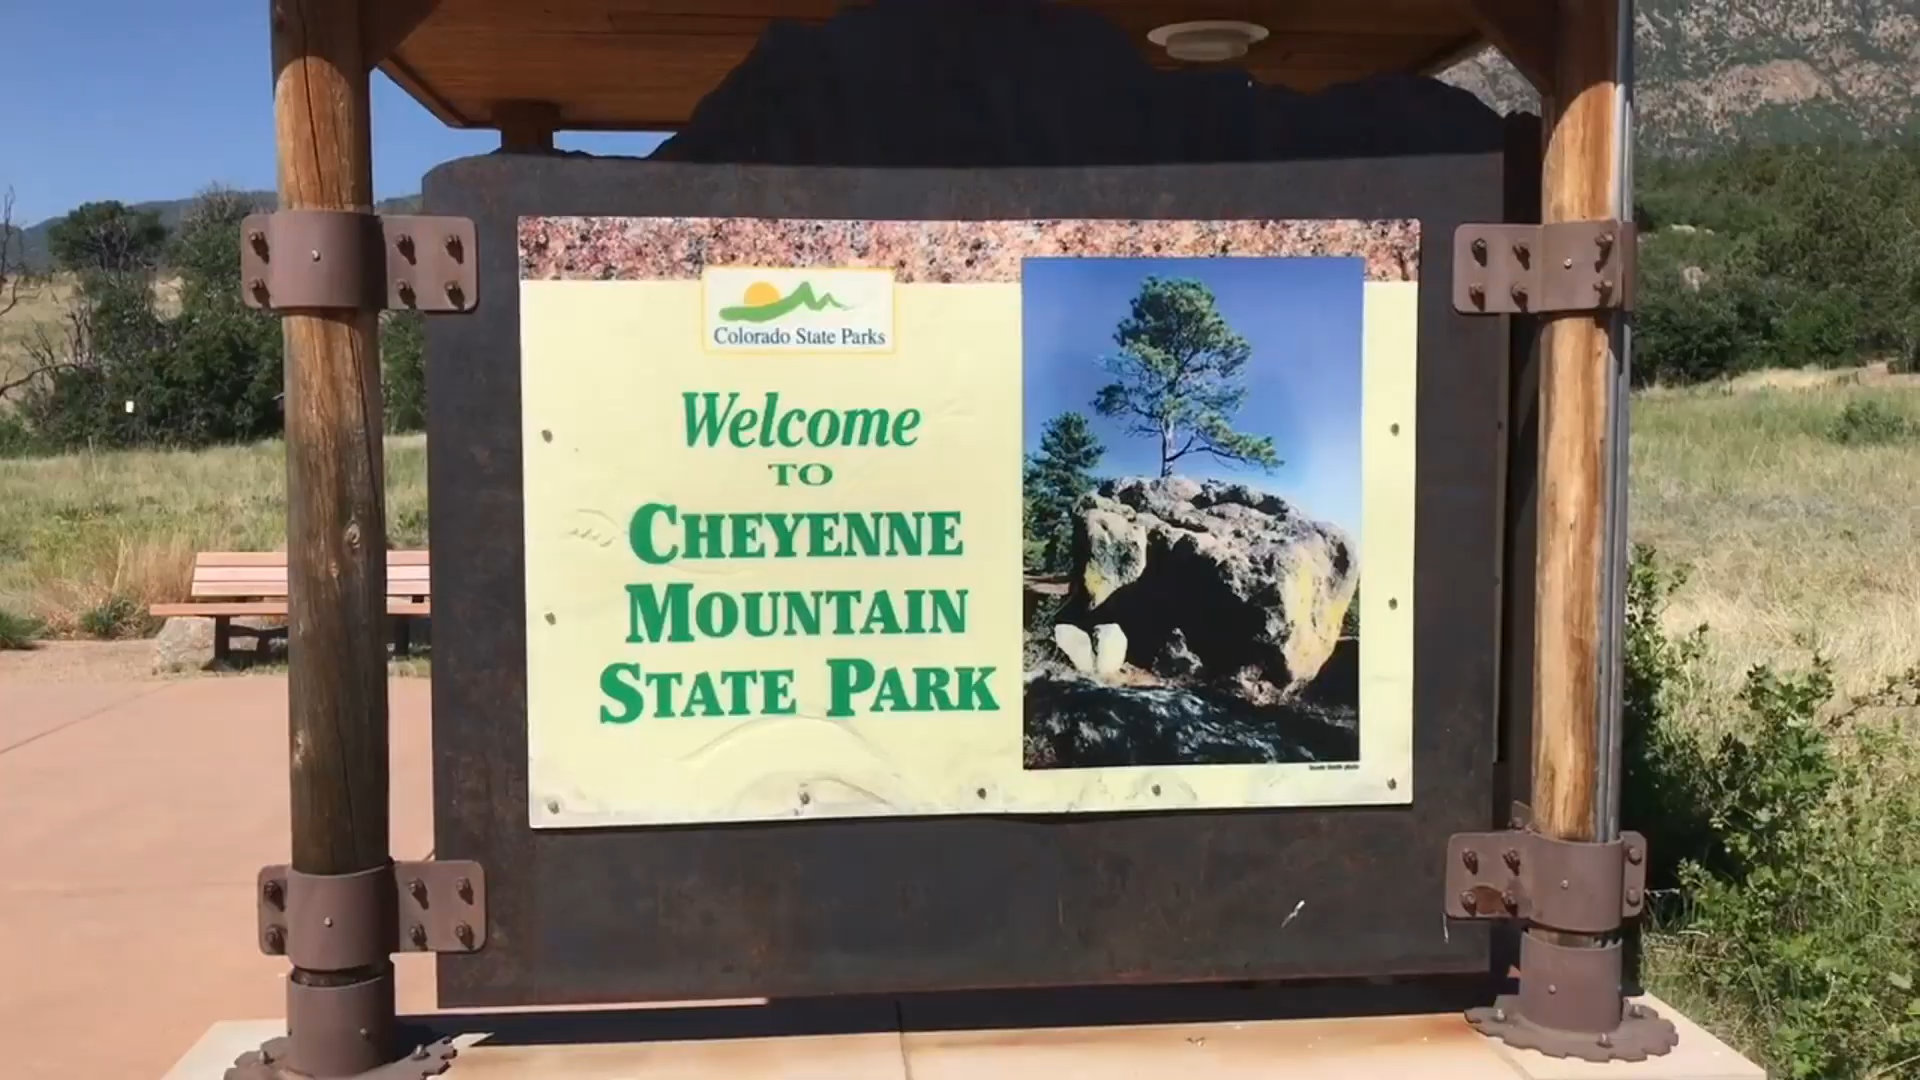 Colorado State Parks
Welcome
TO
CHEYENNE
MOUNTAIN
STATE PARK